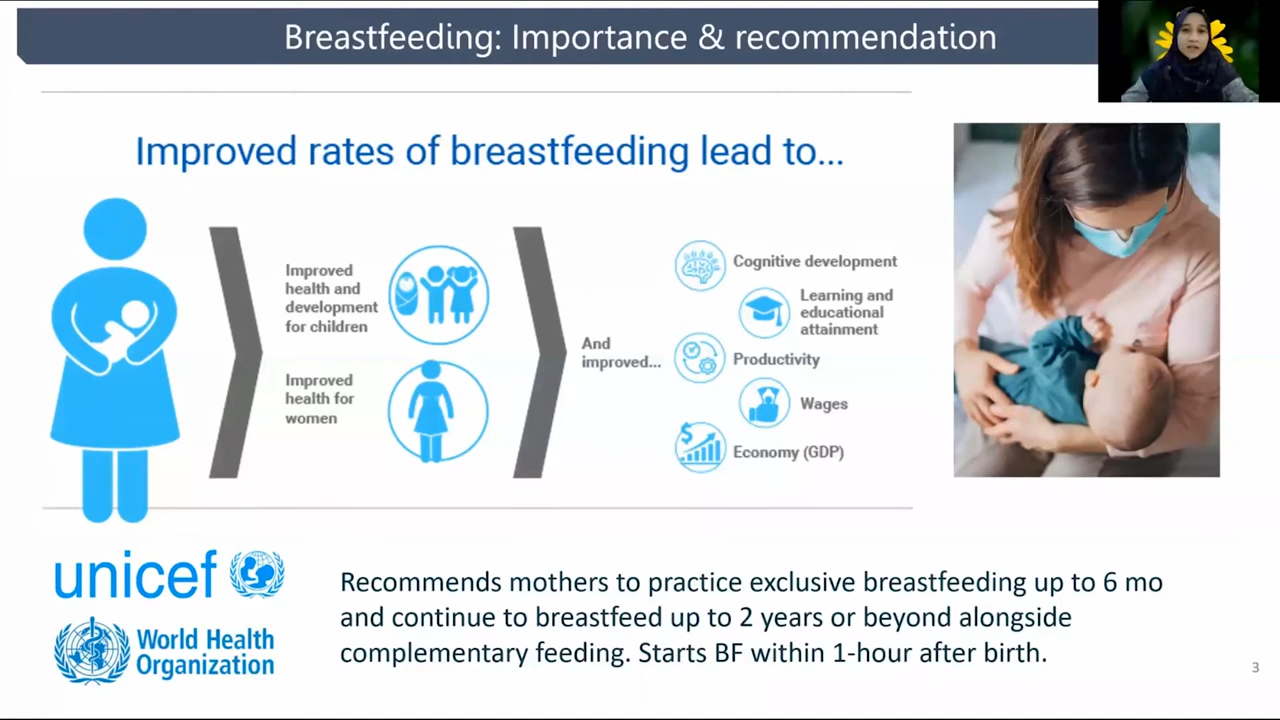 Breastfeeding: Importance & recommendation
Improved rates of breastfeeding lead to...
Improved
health and
development
for children
Improved
health for
women
And
improved...
Cognitive development
Learning and
educational
attainment
Productivity
Wages
Economy (GDP)
unicef
World Health
Organization
Recommends mothers to practice exclusive breastfeeding up to 6 mo
and continue to breastfeed up to 2 years or beyond alongside
complementary feeding. Starts BF within 1-hour after birth.
3